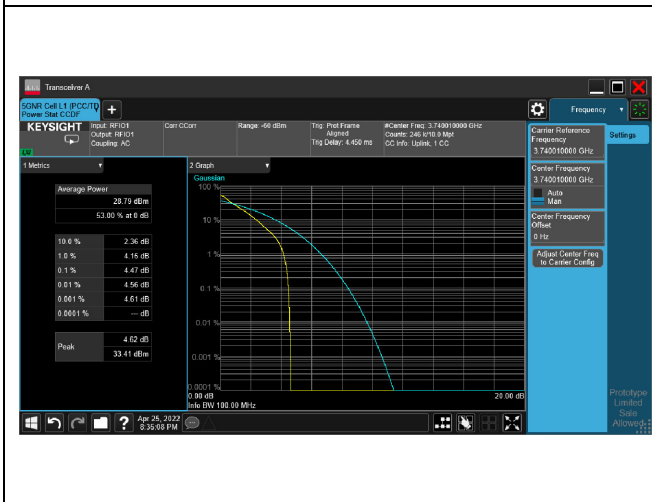 Transceiver A
5GNR Cell L1 (PCC/TD
Power Stat CCDF
Frequency
KEYSIGHT
Input: RFIO1
Output: RFIO1
Coupling: AC
Corr CCorr
Range: -60 dBm
Trig: Prot Frame
Aligned
Trig Delay: 4.450 ms
#Center Freq: 3.740010000 GHz
Counts: 246 k/10.0 Mpt
CC Info: Uplink, 1 CC
1 Metrics
Average Power
28.79 dBm
53.00 % at 0 dB
10.0 % 2.36 dB
1.0 % 4.15 dB
0.1 % 4.47 dB
0.01 % 4.56 dB
0.001 % 4.61 dB
0.0001 % --- dB
Peak
4.62 dB
33.41 dBm
2 Graph
Gaussian
100 %
10 %
1 %
0.1 %
0.01 %
0.001 %
0.0001 %
0.00 dB
20.00 dB
Info BW 100.00 MHz
Carrier Reference
Frequency
3.740010000 GHz
Center Frequency
3.740010000 GHz
Auto
Man
Center Frequency
Offset
0 Hz
Adjust Center Freq
to Carrier Config
Settings
Prototype
Limited
Sale
Allowed
Apr 25, 2022
8:35:08 PM